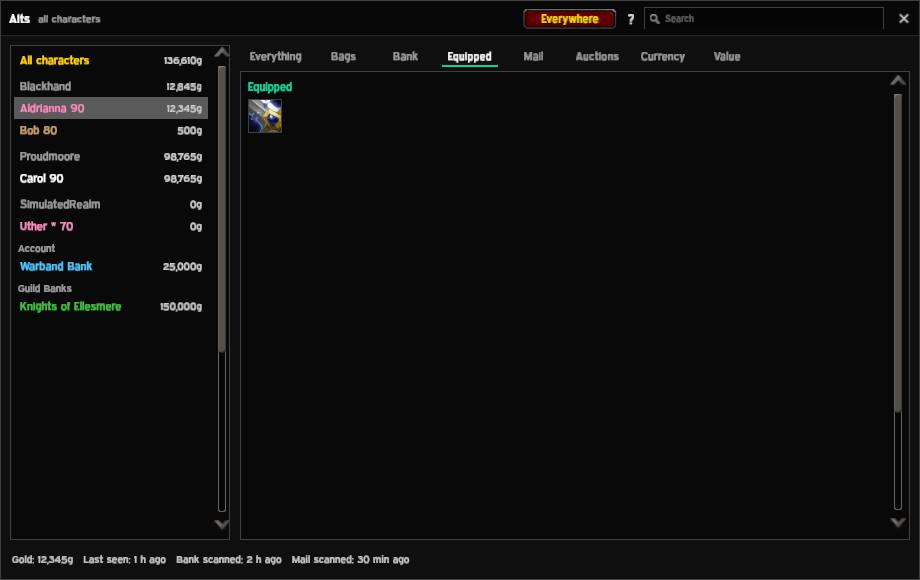 Alts all characters Everywhere ? Search
All characters 136,610g
Blackhand 12,845g
Aldrianna 90 12,345g
Bob 80 500g
Proudmoore 98,765g
Carol 90 98,765g
SimulatedRealm 0g
Uther * 70 0g
Account
Warband Bank 25,000g
Guild Banks
Knights of Ellesmere 150,000g
Everything Bags Bank Equipped Mail Auctions Currency Value
Equipped
Gold: 12,345g Last seen: 1 h ago Bank scanned: 2 h ago Mail scanned: 30 min ago